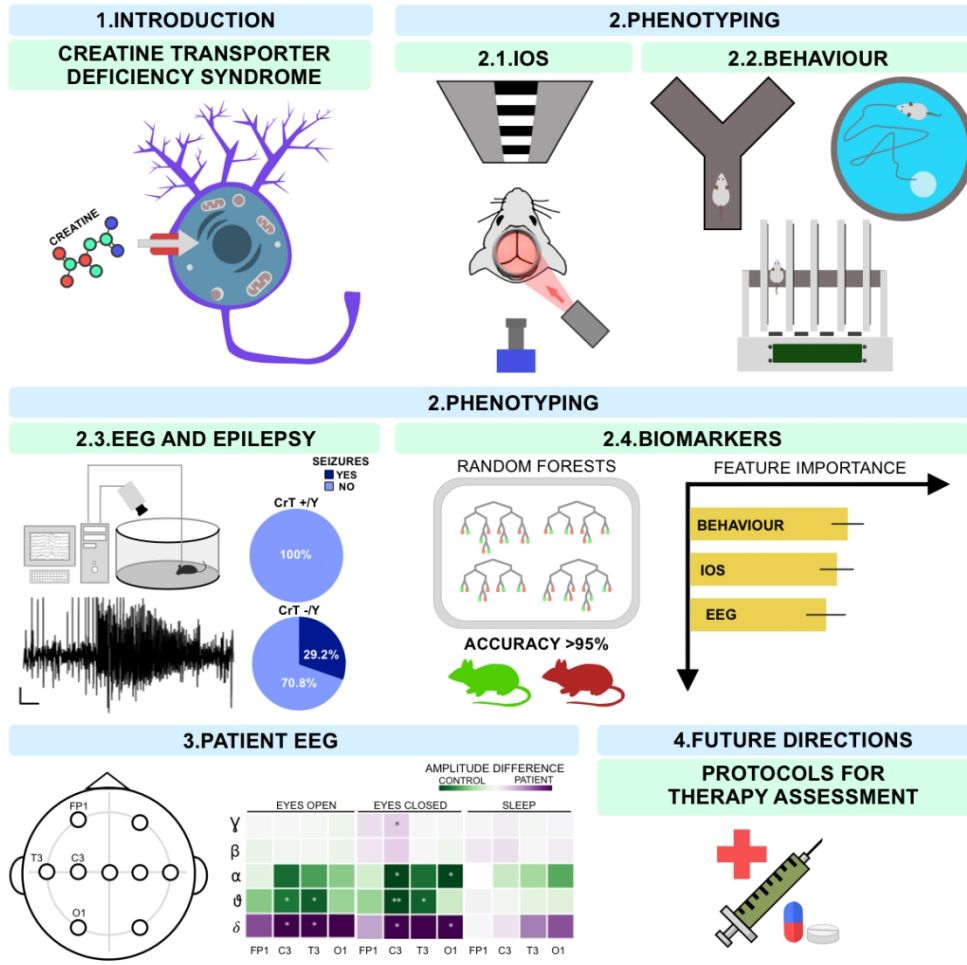 1.INTRODUCTION
CREATINE TRANSPORTER
DEFICIENCY SYNDROME
CREATINE
2.PHENOTYPING
2.1.IOS
2.2.BEHAVIOUR
2.PHENOTYPING
2.3.EEG AND EPILEPSY
SEIZURES
YES
NO
CrT +/Y
100%
CrT -/Y
29.2%
70.8%
2.4.BIOMARKERS
RANDOM FORESTS
ACCURACY >95%
FEATURE IMPORTANCE
BEHAVIOUR
IOS
EEG
3.PATIENT EEG
FP1
T3
C3
O1
AMPLITUDE DIFFERENCE
CONTROL PATIENT
EYES OPEN EYES CLOSED SLEEP
γ *
β
α * *
ϑ * * ** *
δ * * * * *
FP1 C3 T3 O1 FP1 C3 T3 O1 FP1 C3 T3 O1
4.FUTURE DIRECTIONS
PROTOCOLS FOR
THERAPY ASSESSMENT